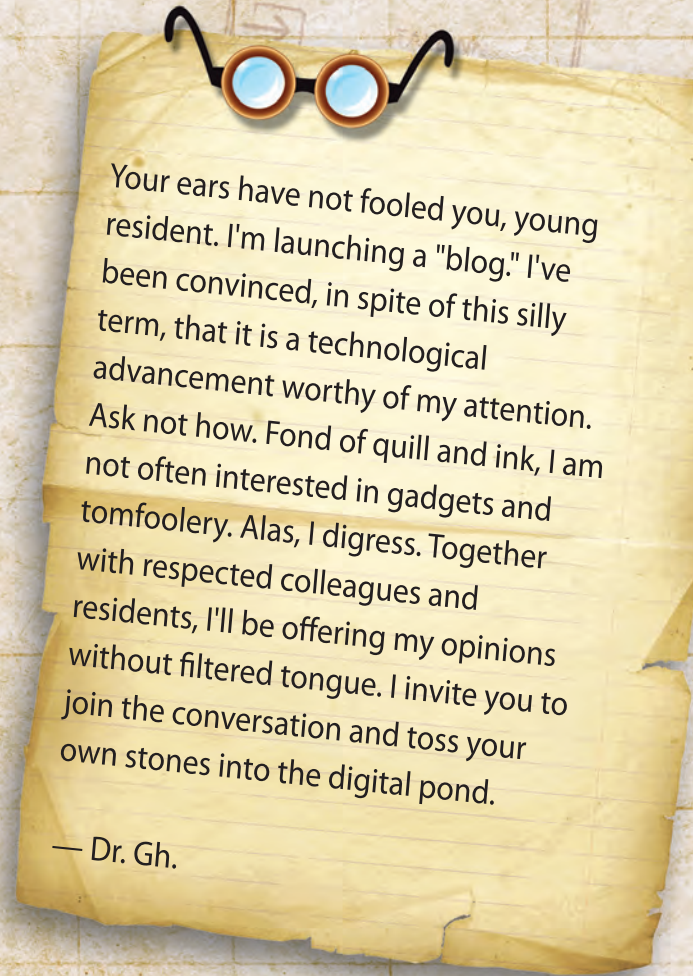 Your ears have not fooled you, young
resident. I'm launching a "blog." I've
been convinced, in spite of this silly
term, that it is a technological
advancement worthy of my attention.
Ask not how. Fond of quill and ink, I am
not often interested in gadgets and
tomfoolery. Alas, I digress. Together
with respected colleagues and
residents, I'll be offering my opinions
without filtered tongue. I invite you to
join the conversation and toss your
own stones into the digital pond.
— Dr. Gh.